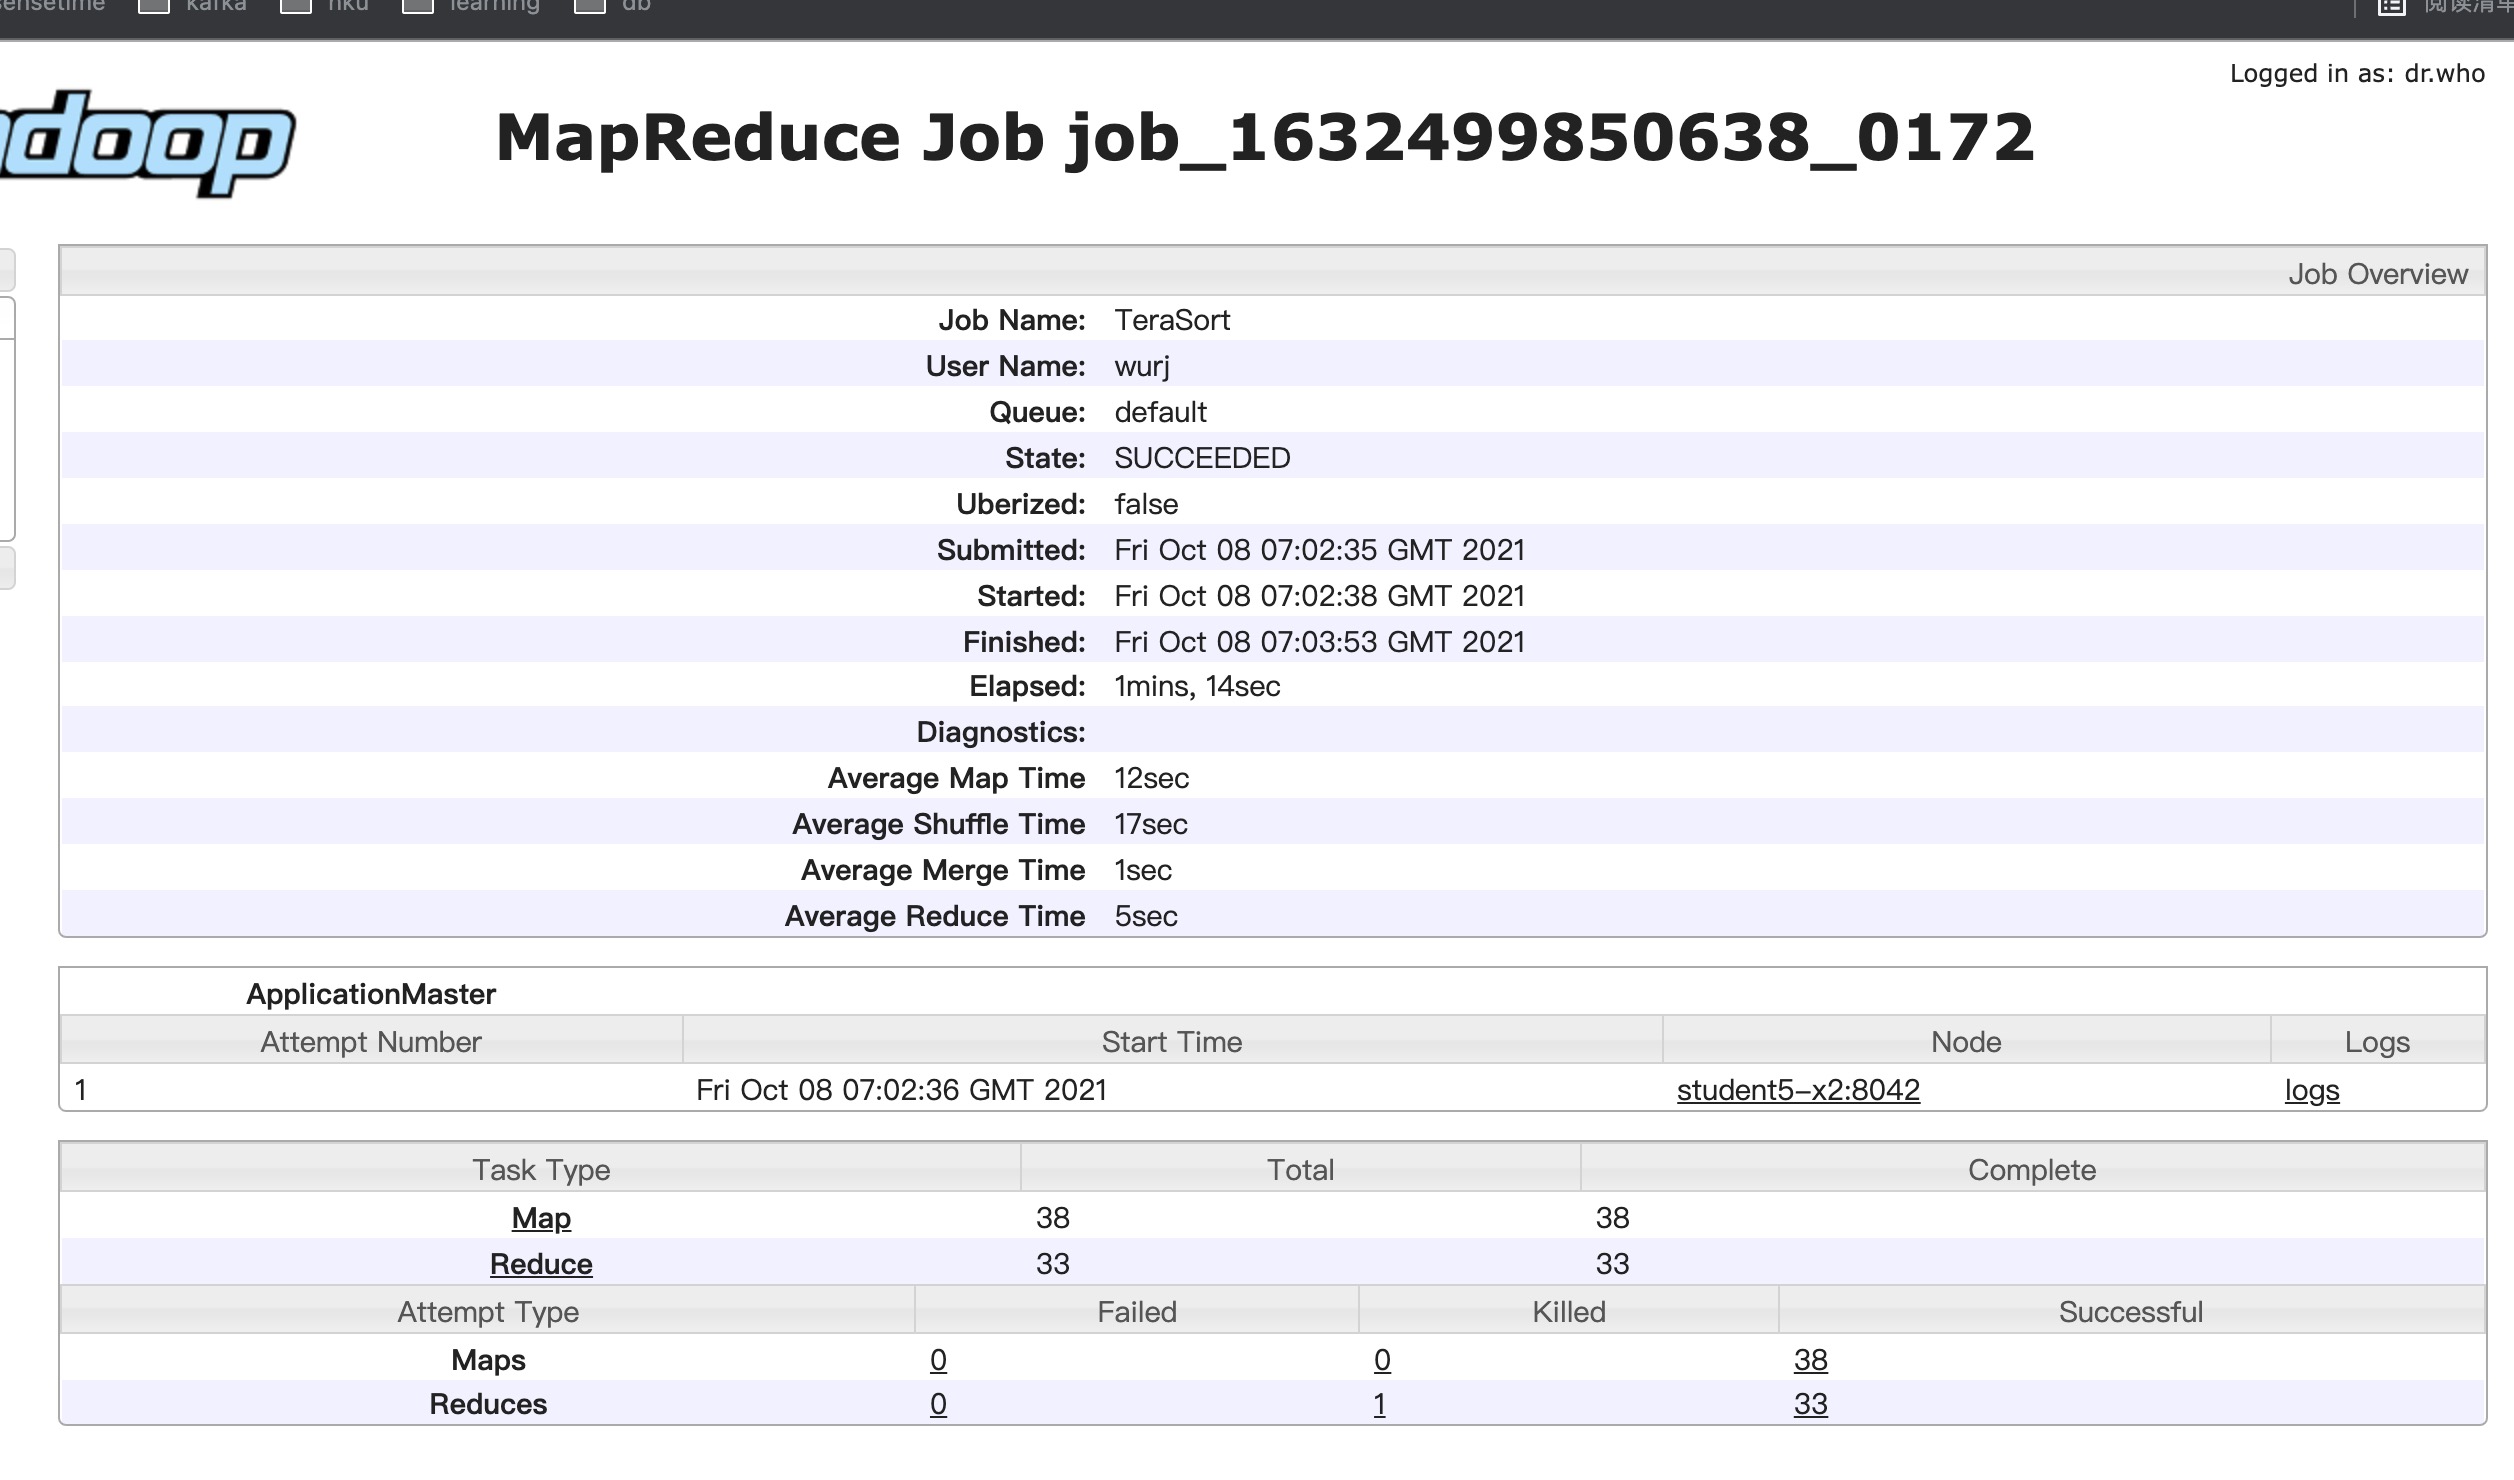 kafka nku learning db
Logged in as: dr.who
doop
MapReduce Job job_1632499850638_0172
Job Overview
Job Name: TeraSort
User Name: wurj
Queue: default
State: SUCCEEDED
Uberized: false
Submitted: Fri Oct 08 07:02:35 GMT 2021
Started: Fri Oct 08 07:02:38 GMT 2021
Finished: Fri Oct 08 07:03:53 GMT 2021
Elapsed: 1mins, 14sec
Diagnostics:
Average Map Time 12sec
Average Shuffle Time 17sec
Average Merge Time 1sec
Average Reduce Time 5sec
ApplicationMaster
Attempt Number Start Time Node Logs
1 Fri Oct 08 07:02:36 GMT 2021 student5-x2:8042 logs
Task Type Total Complete
Map 38 38
Reduce 33 33
Attempt Type Failed Killed Successful
Maps 0 0 38
Reduces 0 1 33